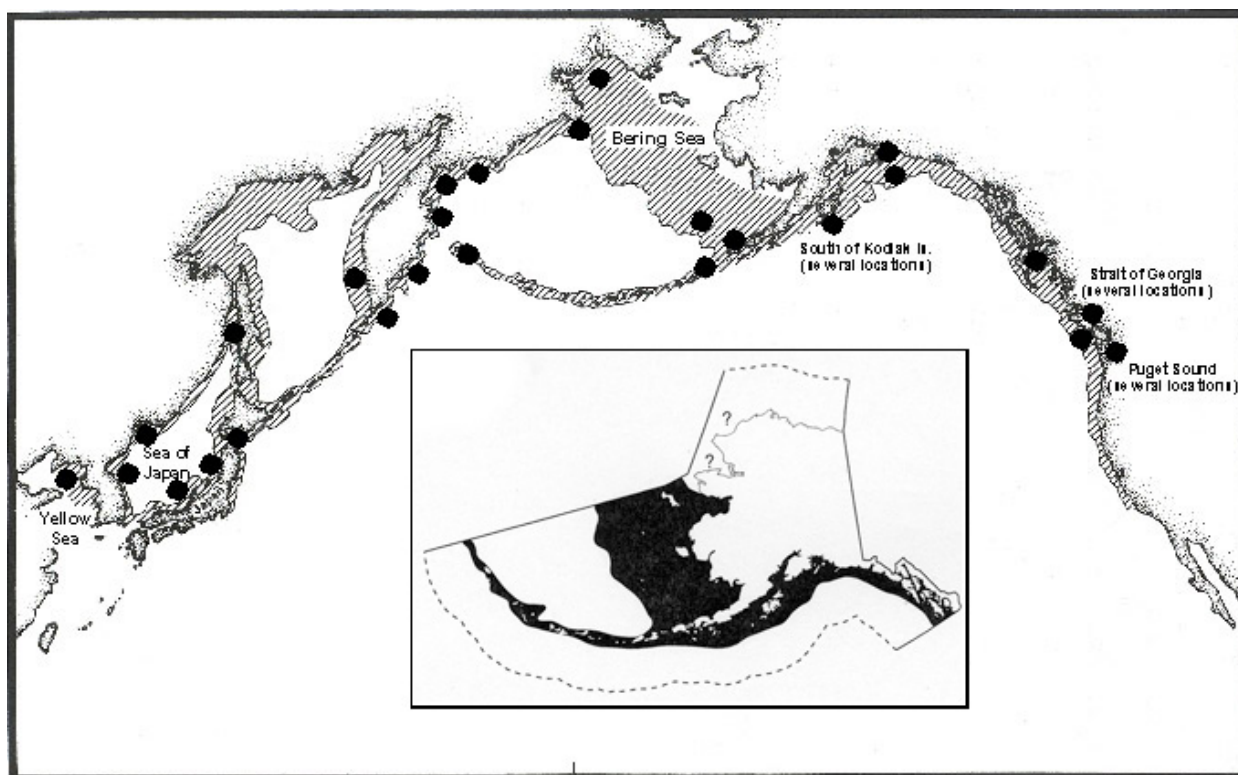 Bering Sea
South of Kodiak Is.
(several locations)
Strait of Georgia
(several locations)
Puget Sound
(several locations)
Sea of
Japan
Yellow
Sea
?
?